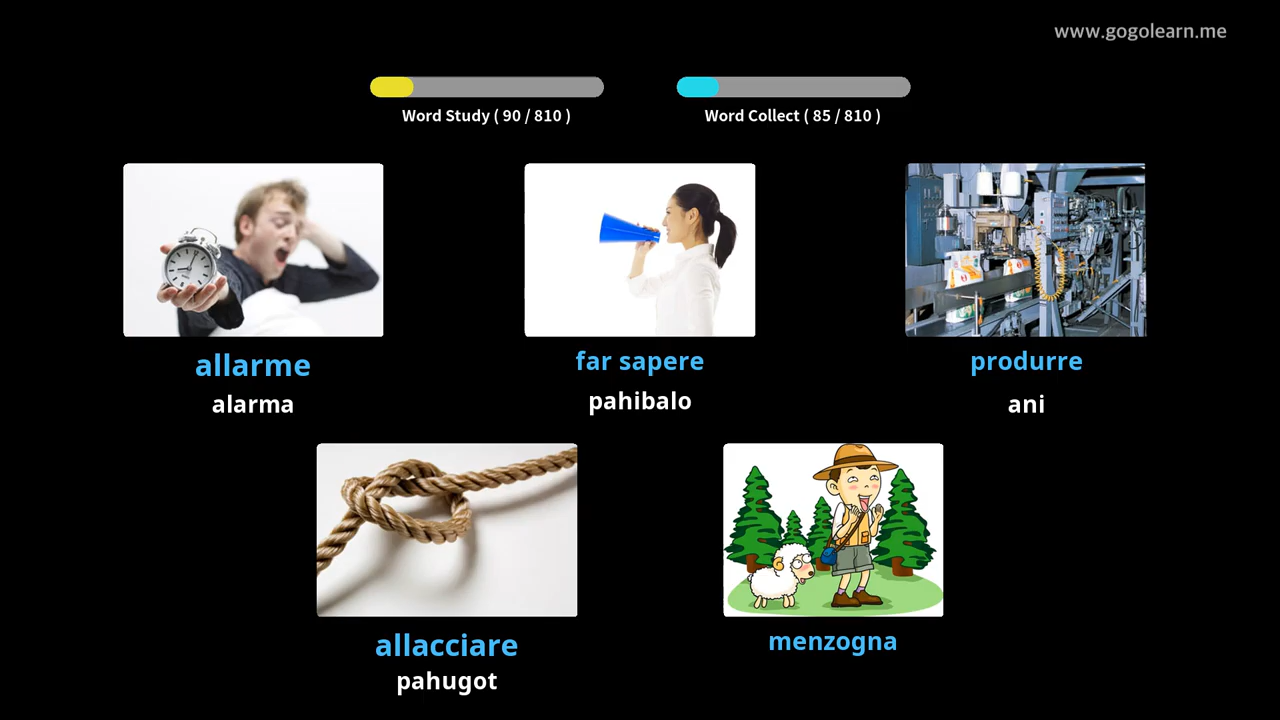 www.gogolearn.me
Word Study ( 90 / 810 )
Word Collect ( 85 / 810 )
allarme
alarma
far sapere
pahibalo
produrre
ani
allacciare
pahugot
menzogna